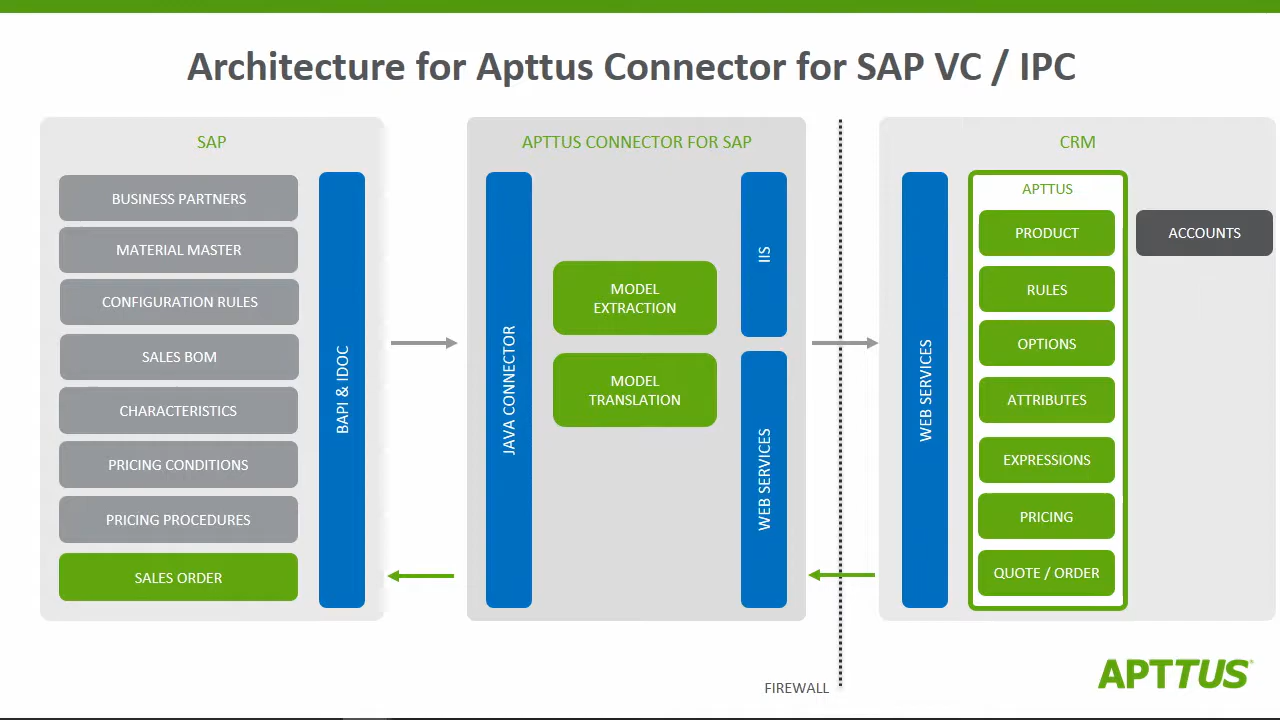 Architecture for Apttus Connector for SAP VC / IPC
SAP
BUSINESS PARTNERS
MATERIAL MASTER
CONFIGURATION RULES
SALES BOM
CHARACTERISTICS
PRICING CONDITIONS
PRICING PROCEDURES
SALES ORDER
BAPI & IDOC
APTTUS CONNECTOR FOR SAP
JAVA CONNECTOR
MODEL
EXTRACTION
MODEL
TRANSLATION
IIS
WEB SERVICES
FIREWALL
CRM
WEB SERVICES
APTTUS
PRODUCT
RULES
OPTIONS
ATTRIBUTES
EXPRESSIONS
PRICING
QUOTE / ORDER
ACCOUNTS
APTTUS